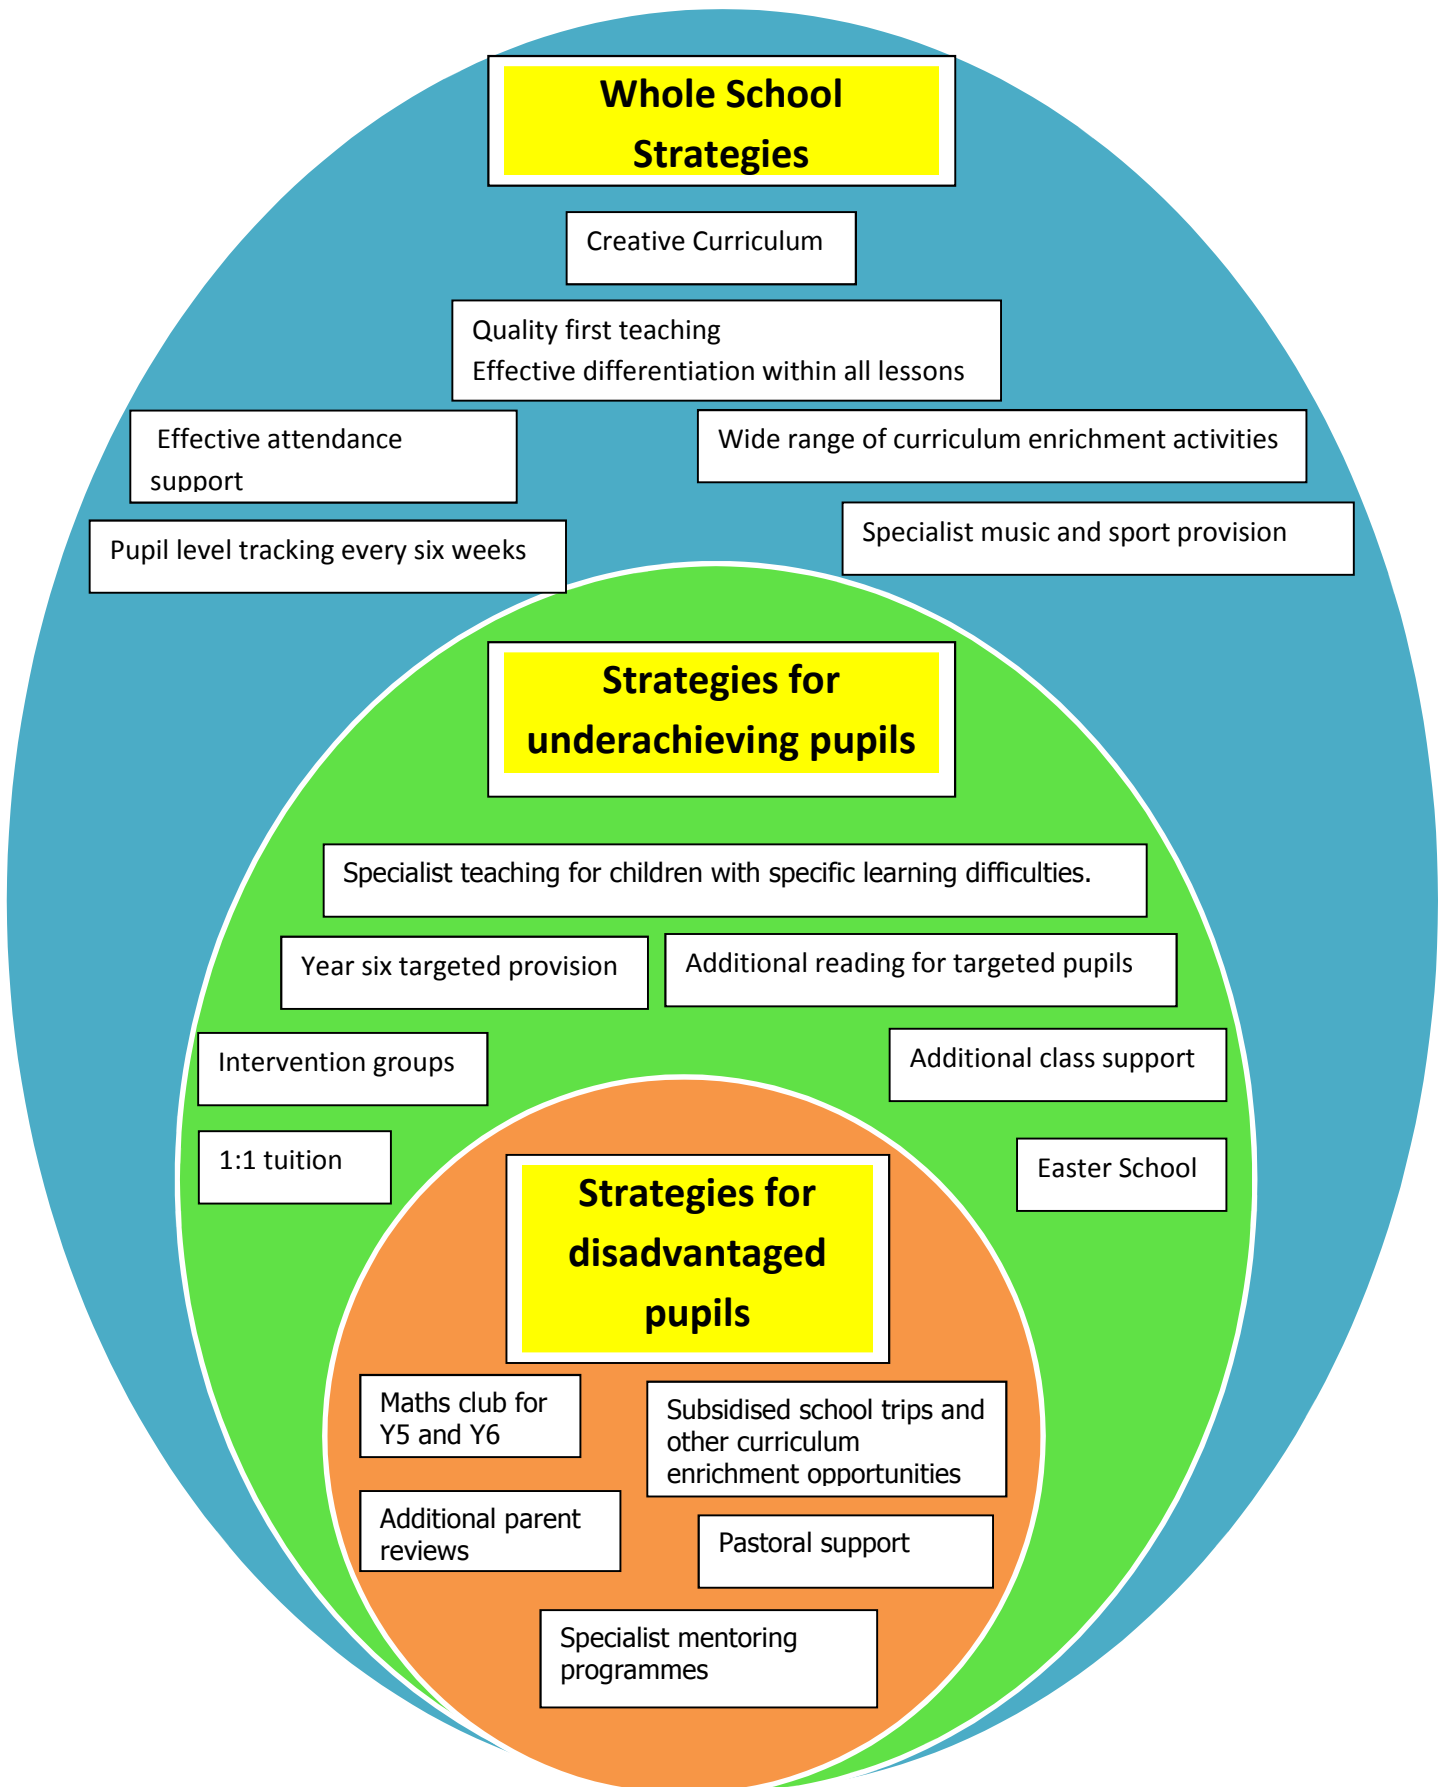 Whole School
Strategies
Creative Curriculum
Quality first teaching
Effective differentiation within all lessons
Effective attendance
support
Wide range of curriculum enrichment activities
Pupil level tracking every six weeks
Specialist music and sport provision
Strategies for
underachieving pupils
Specialist teaching for children with specific learning difficulties.
Year six targeted provision
Additional reading for targeted pupils
Intervention groups
Additional class support
1:1 tuition
Easter School
Strategies for
disadvantaged
pupils
Maths club for
Y5 and Y6
Subsidised school trips and
other curriculum
enrichment opportunities
Additional parent
reviews
Pastoral support
Specialist mentoring
programmes